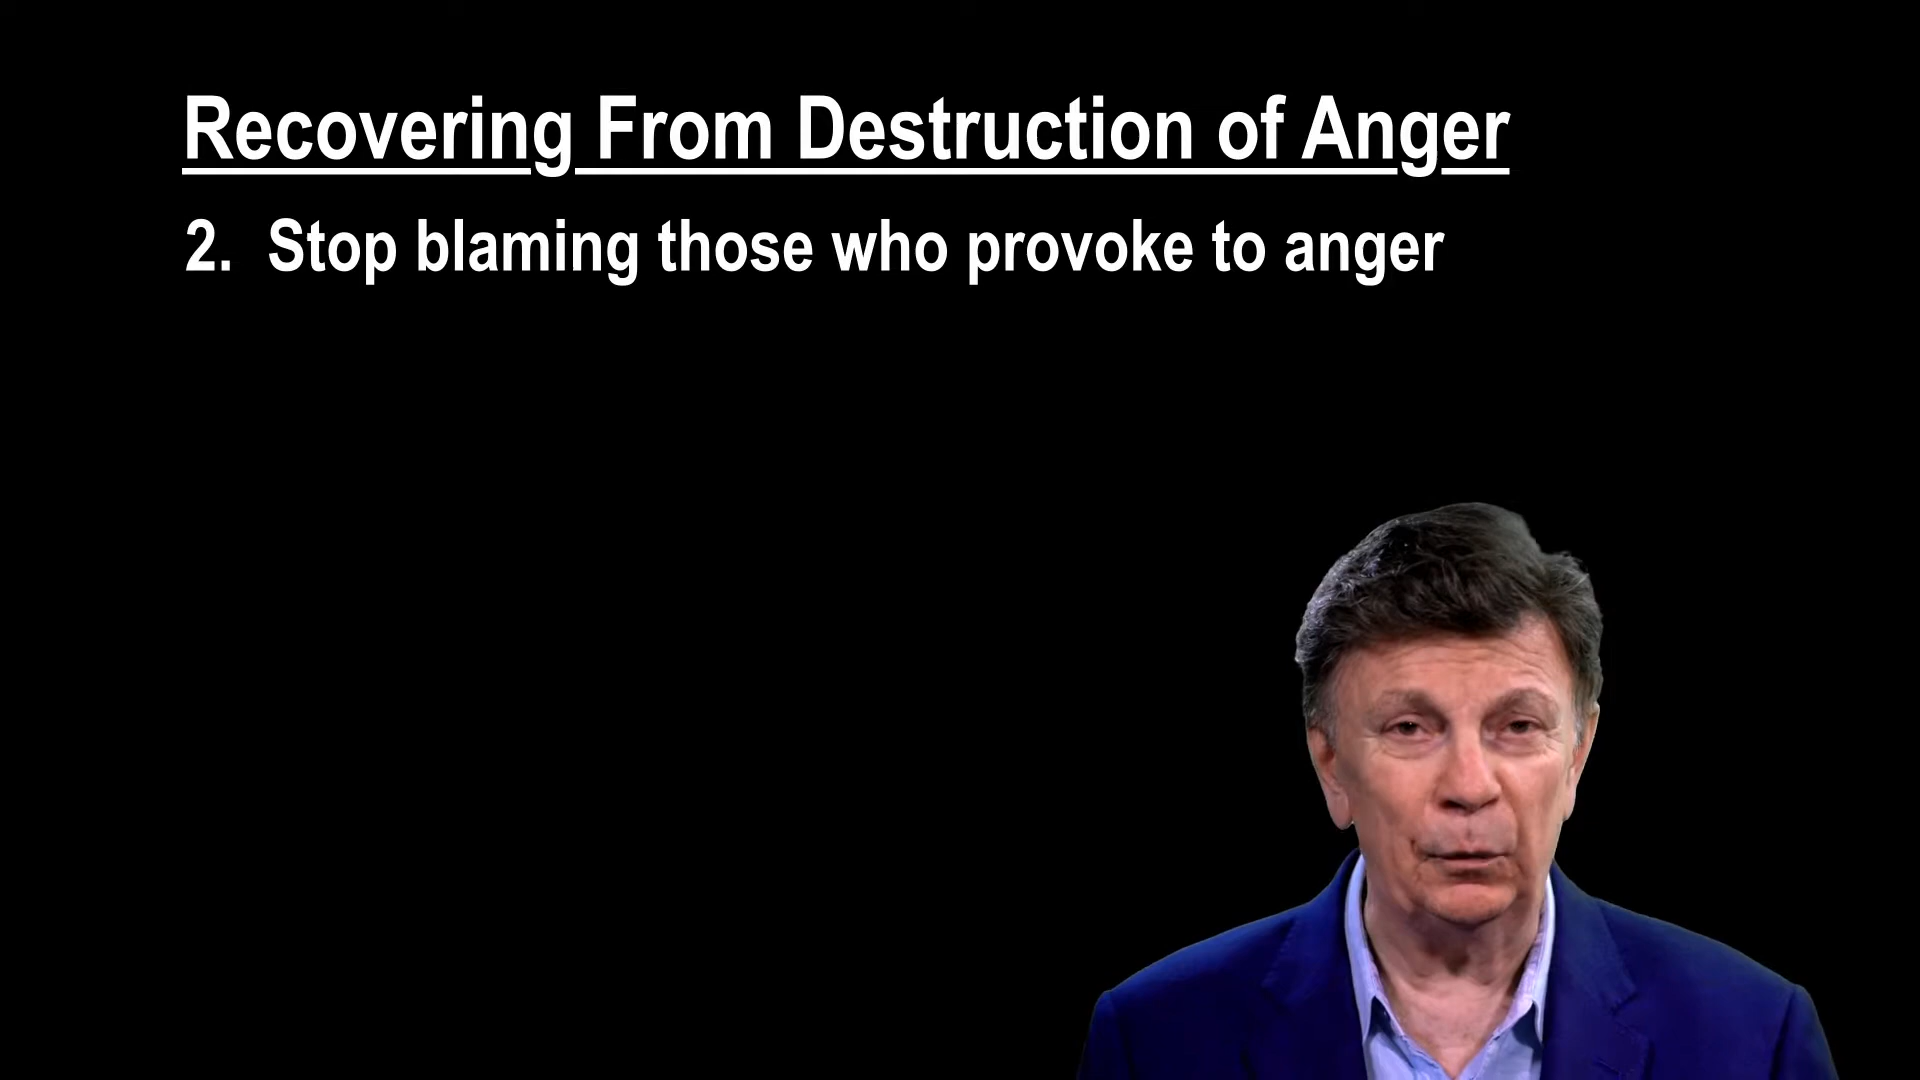 Recovering From Destruction of Anger
2. Stop blaming those who provoke to anger